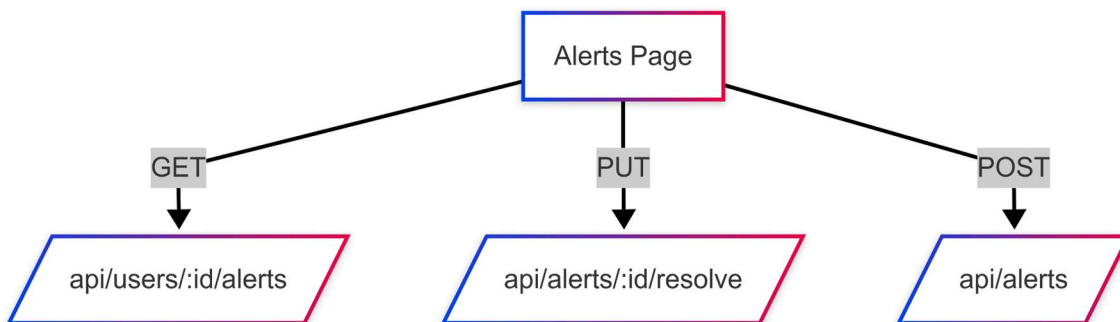 Alerts Page
GET
PUT
POST
api/users/:id/alerts
api/alerts/:id/resolve
api/alerts